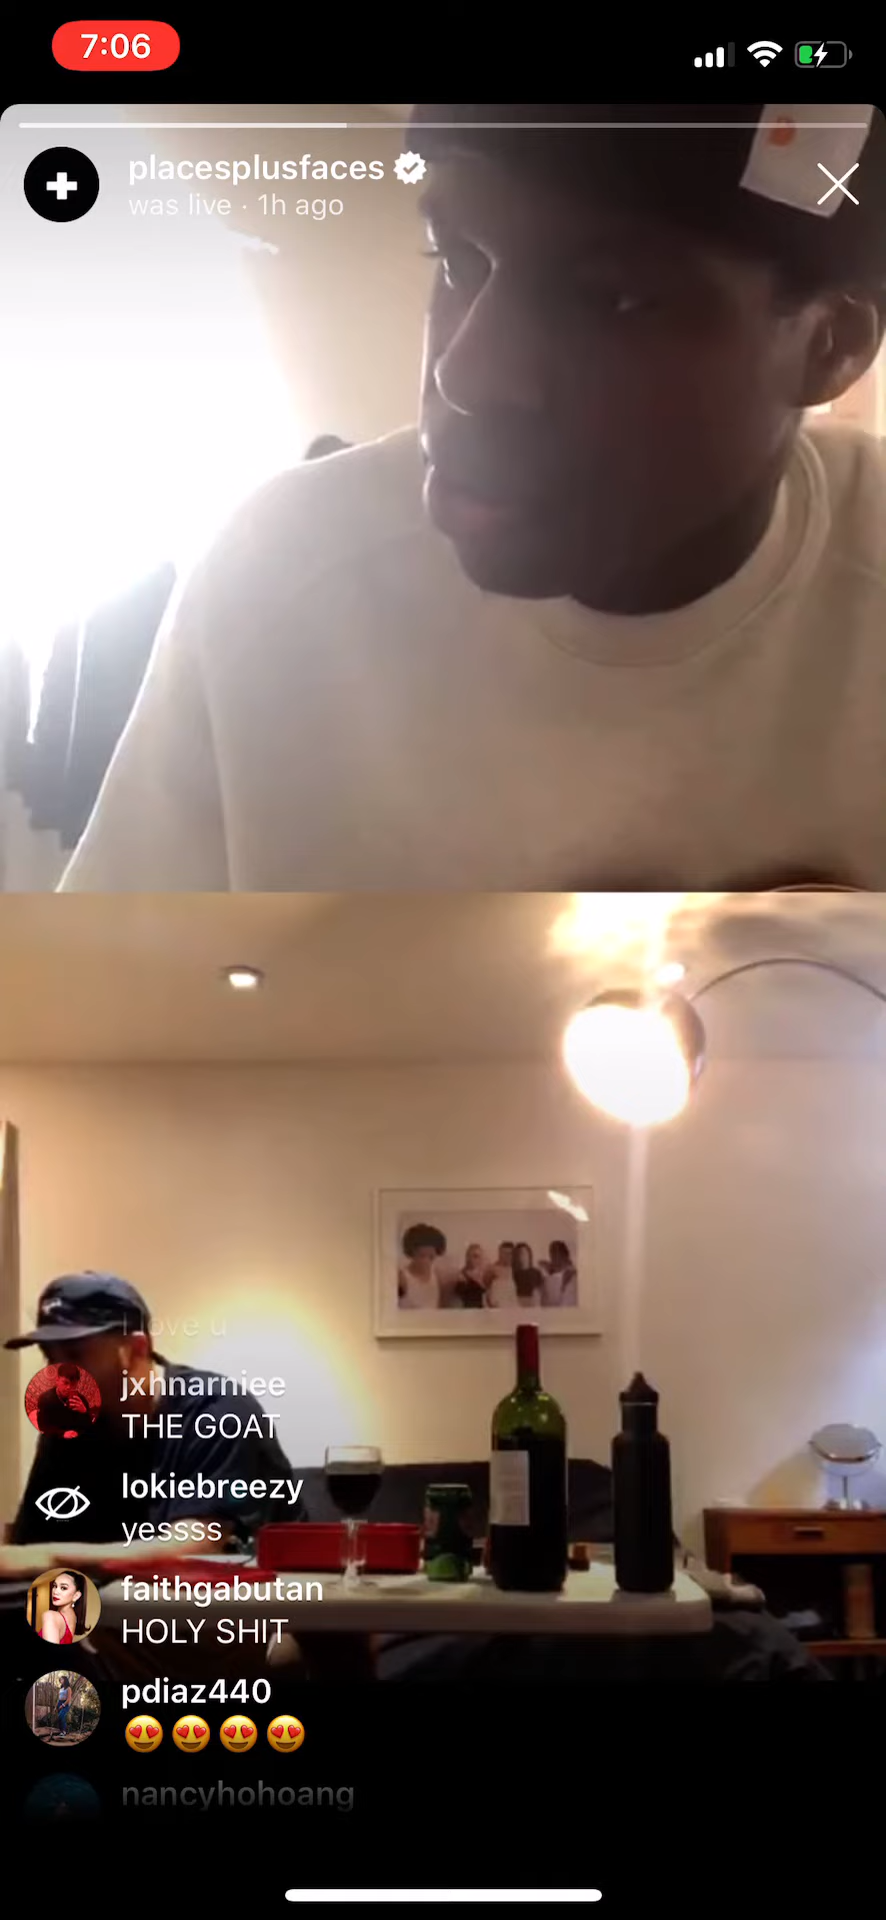 7:06
placesplusfaces
was live · 1h ago
I love u
jxhnarniee
THE GOAT
lokiebreezy
yessss
faithgabutan
HOLY SHIT
pdiaz440
😍😍😍😍
nancyhohoang